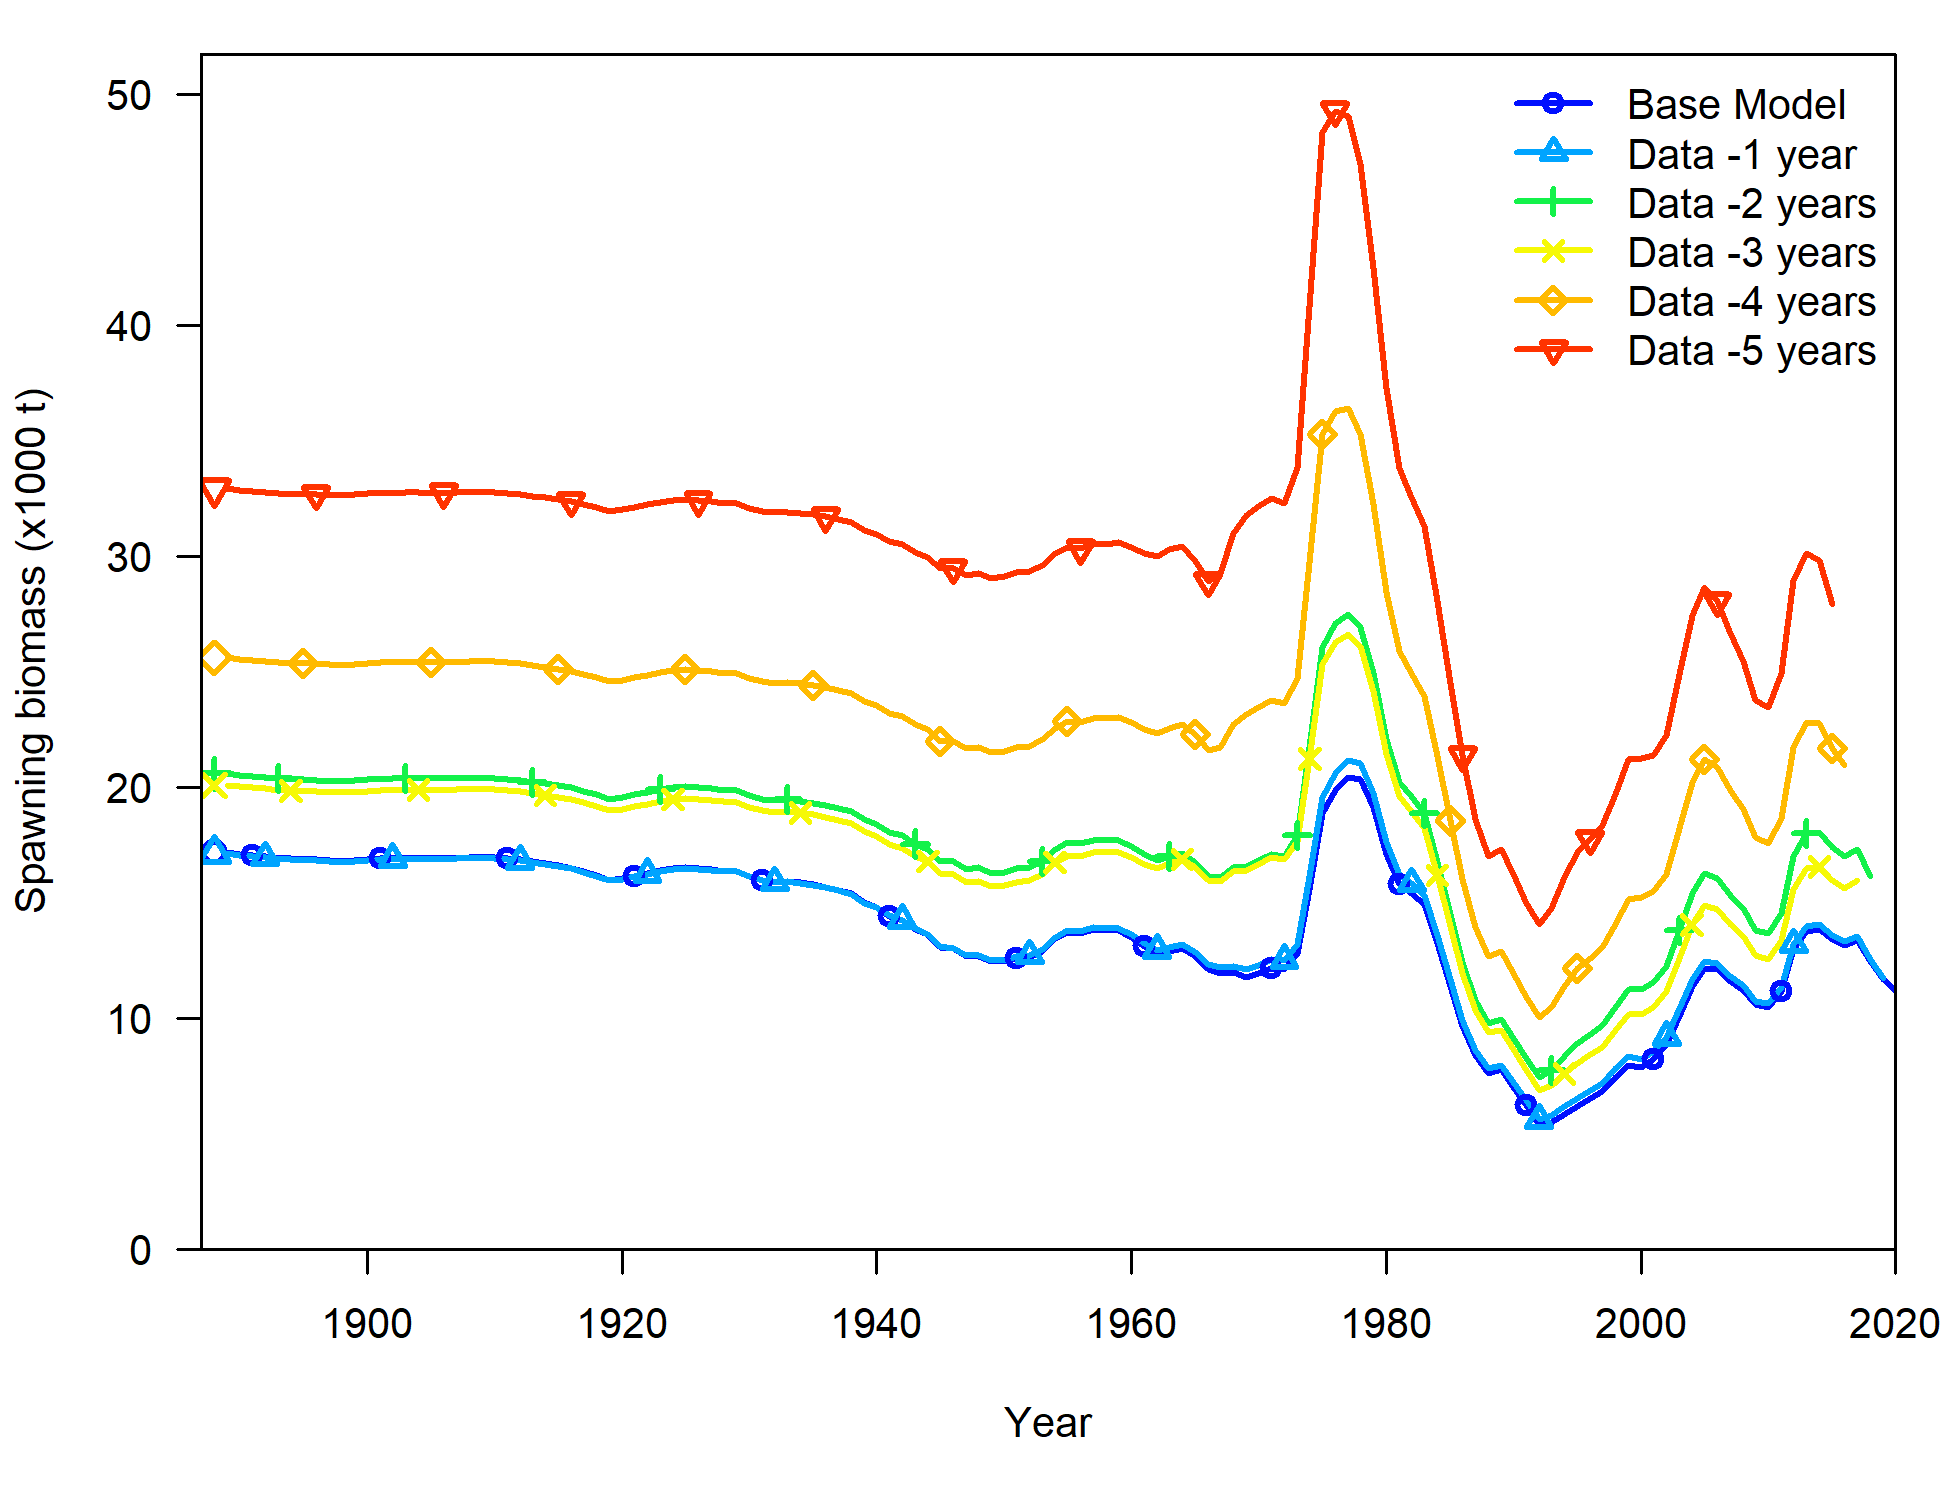 Base Model
Data -1 year
Data -2 years
Data -3 years
Data -4 years
Data -5 years
Spawning biomass (x1000 t)
50
40
30
20
10
0
1900 1920 1940 1960 1980 2000 2020
Year